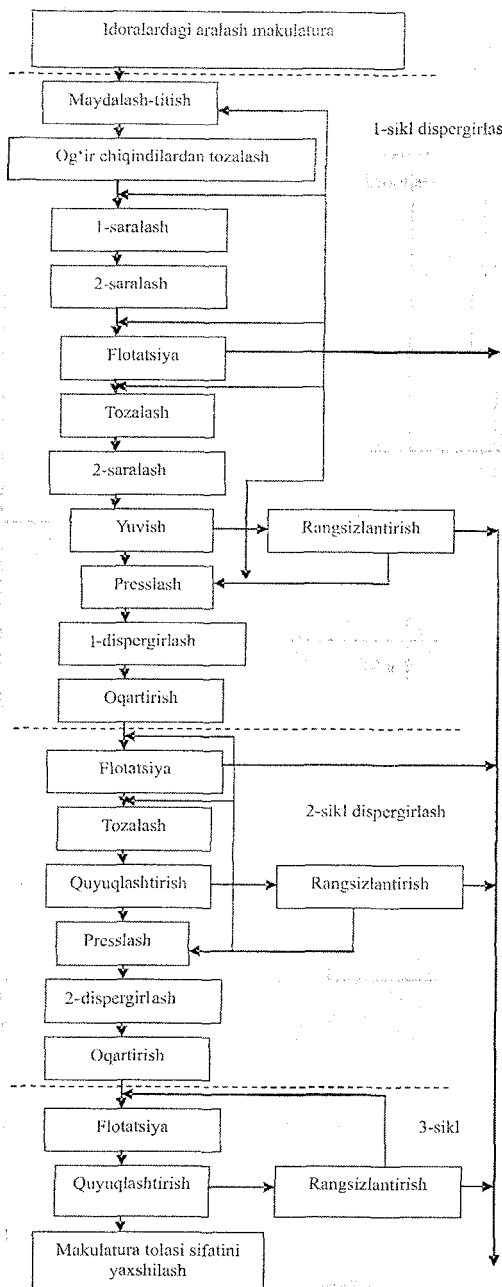 Idoralardagi aralash makulatura
Maydalash-titish
1-sikl dispergirlas
Og‘ir chiqindilardan tozalash
1-saralash
2-saralash
Flotatsiya
Tozalash
2-saralash
Yuvish
Rangsizlantirish
Presslash
1-dispergirlash
Oqartirish
Flotatsiya
2-sikl dispergirlash
Tozalash
Quyuqlashtirish
Rangsizlantirish
Presslash
2-dispergirlash
Oqartirish
Flotatsiya
3-sikl
Quyuqlashtirish
Rangsizlantirish
Makulatura tolasi sifatini
yaxshilash